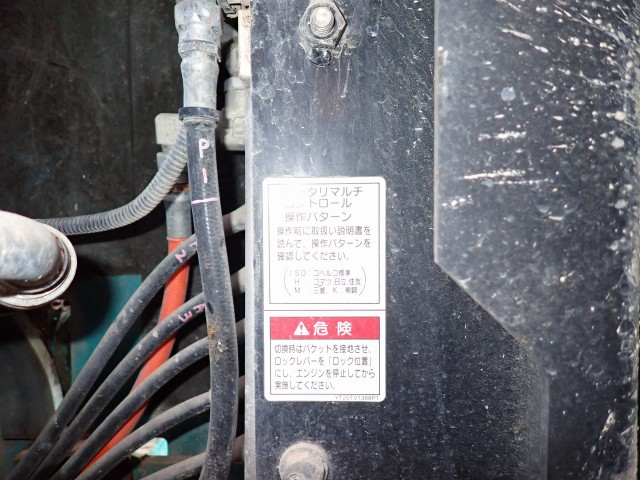 タリマルチ
コントロール
操作パターン
操作前に取扱い説明書を
読んで、操作パターンを
確認してください。
ISO：コベルコ標準
H：コマツ、日立、住友
M：三菱、K：
危険
切換時はバケットを接地させ、
ロックレバーを「ロック位置」
にし、エンジンを停止してから
実施してください。
YT20T01388P1
P1